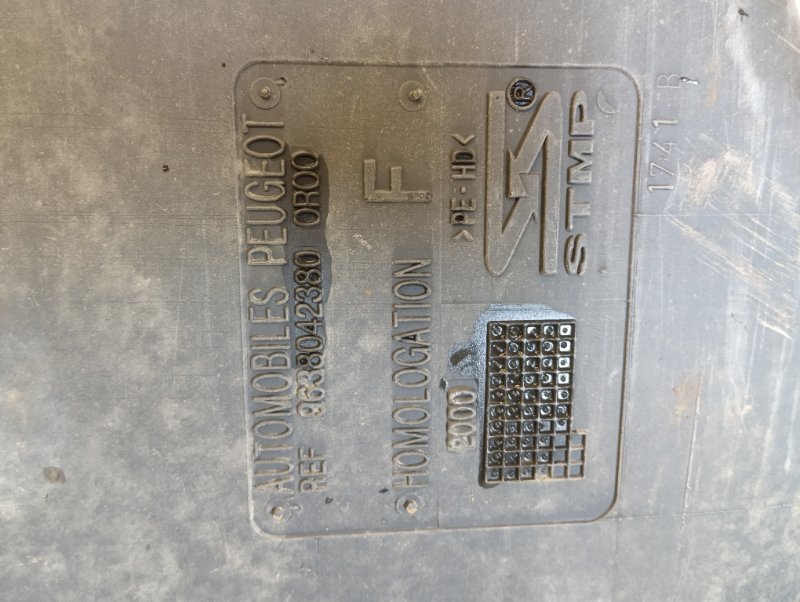 AUTOMOBILES PEUGEOT
REF 9638042380 0R00
HOMOLOGATION F
2000
>PE-HD<
®
STMP
1741 B